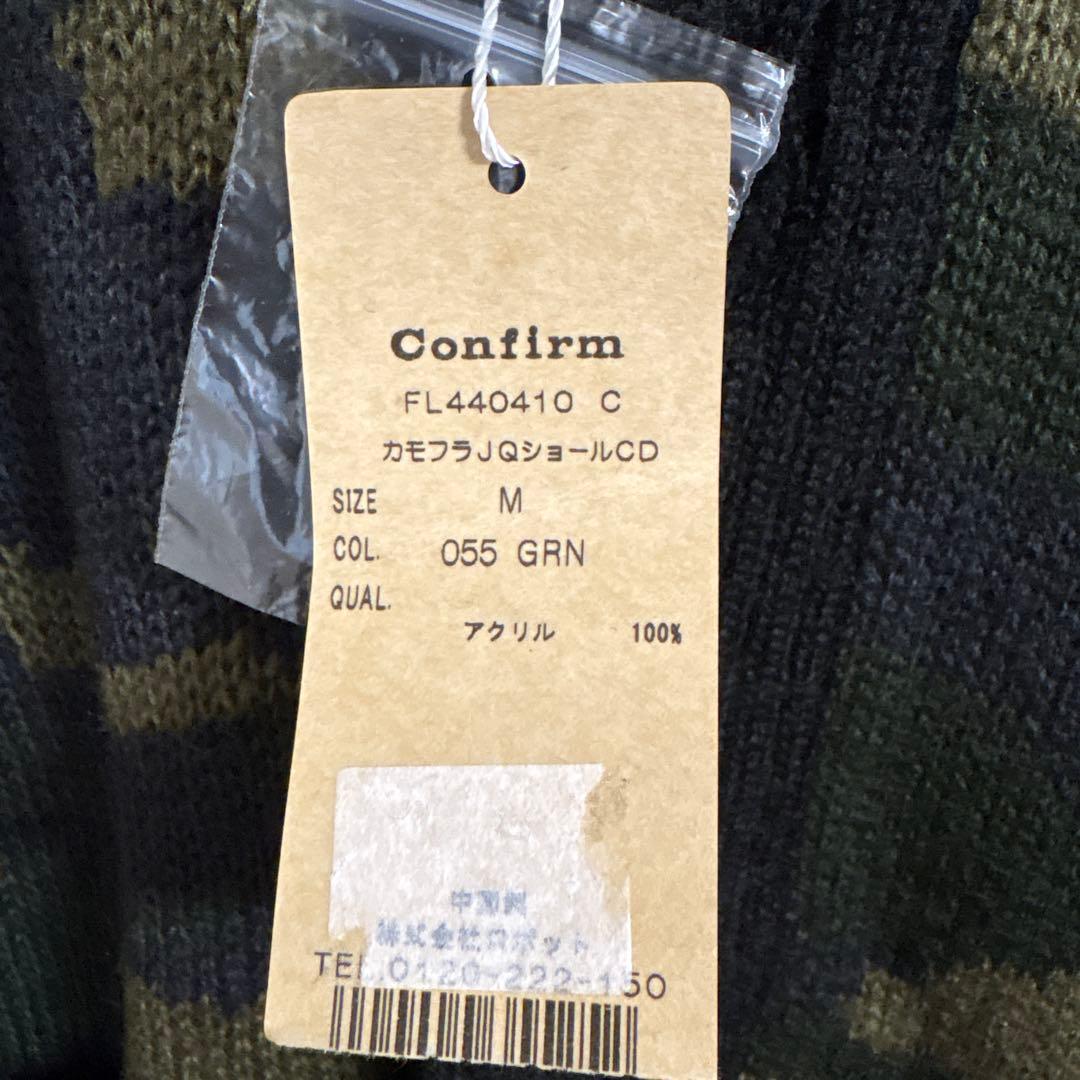 Confirm
FL440410 C
カモフラJQショールCD
SIZE M
COL. 055 GRN
QUAL.
アクリル 100%
中国製
株式会社ロボット
TEL.0120-222-150